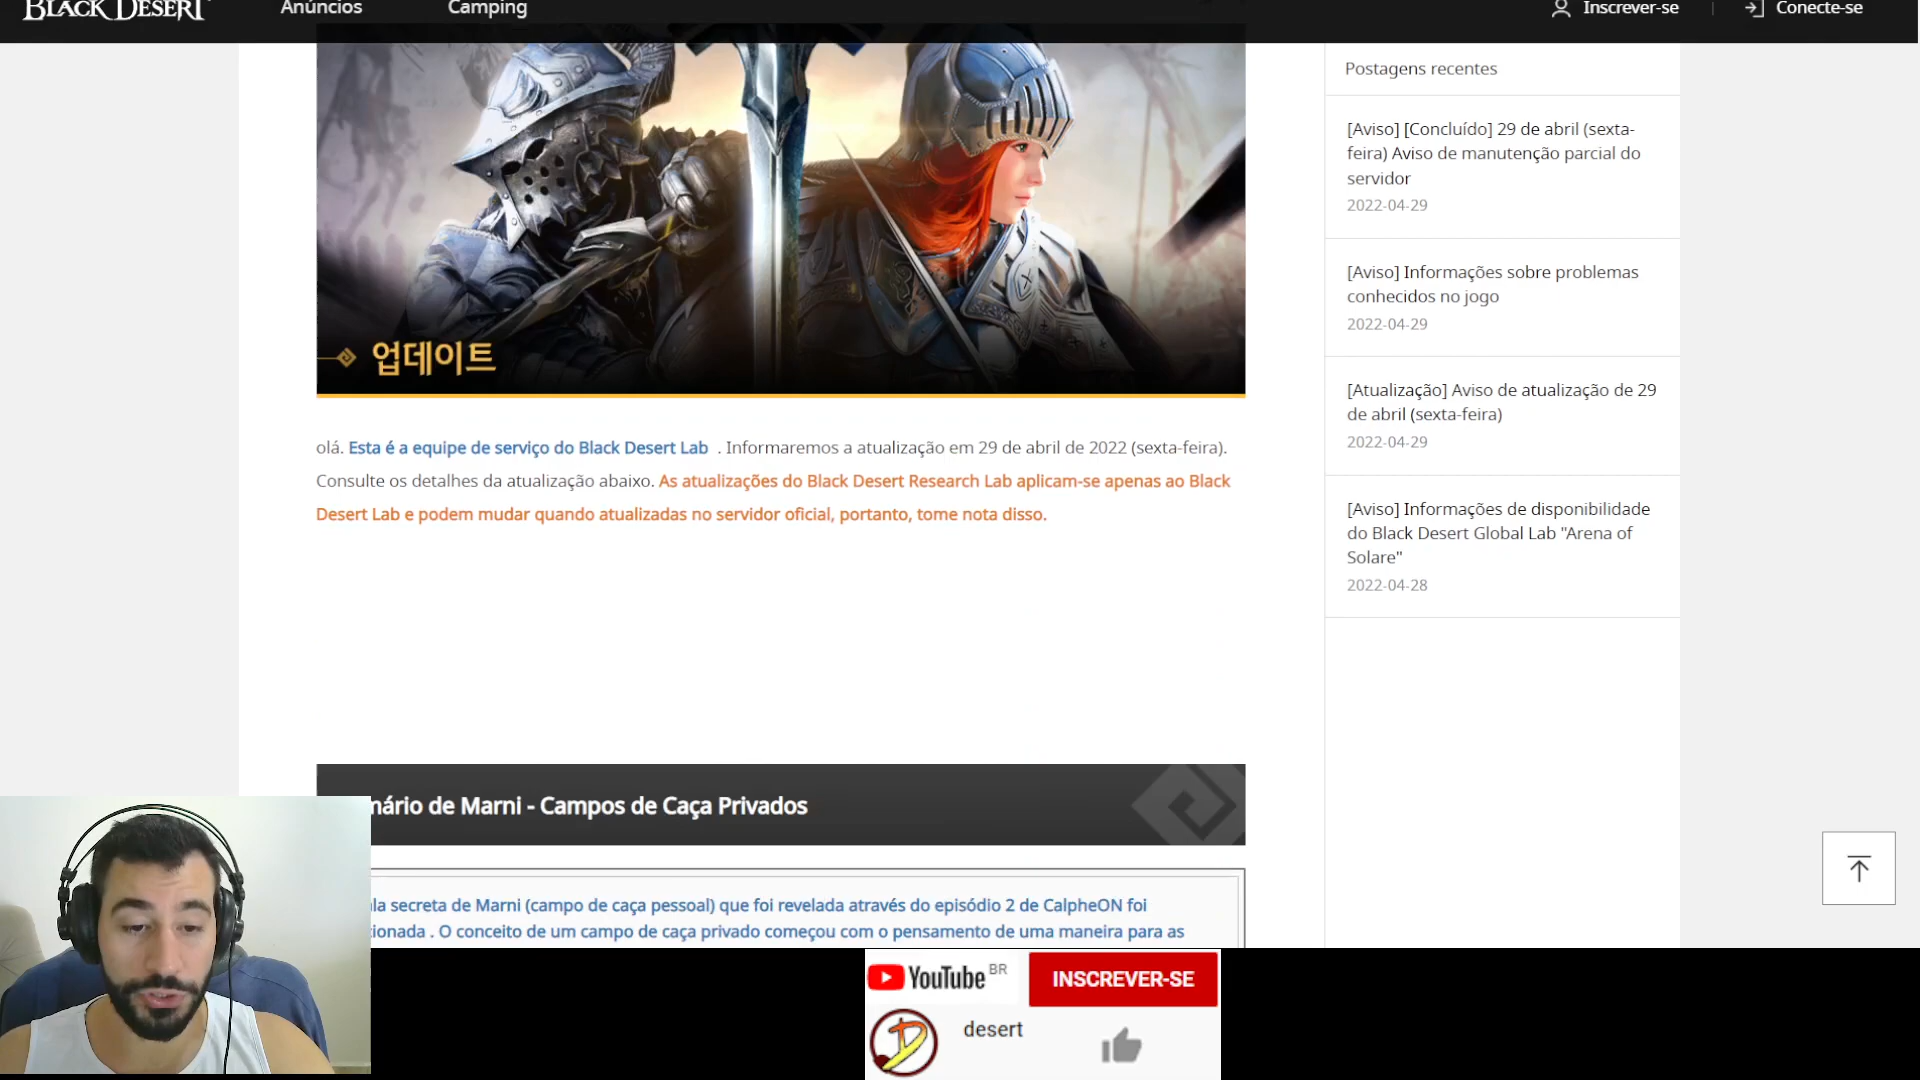 BLACK DESERT
Anúncios
Camping
Inscrever-se
Conecte-se
업데이트
olá. Esta é a equipe de serviço do Black Desert Lab . Informaremos a atualização em 29 de abril de 2022 (sexta-feira).
Consulte os detalhes da atualização abaixo. As atualizações do Black Desert Research Lab aplicam-se apenas ao Black
Desert Lab e podem mudar quando atualizadas no servidor oficial, portanto, tome nota disso.
mário de Marni - Campos de Caça Privados
ala secreta de Marni (campo de caça pessoal) que foi revelada através do episódio 2 de CalpheON foi
cionada . O conceito de um campo de caça privado começou com o pensamento de uma maneira para as
Postagens recentes
[Aviso] [Concluído] 29 de abril (sexta-
feira) Aviso de manutenção parcial do
servidor
2022-04-29
[Aviso] Informações sobre problemas
conhecidos no jogo
2022-04-29
[Atualização] Aviso de atualização de 29
de abril (sexta-feira)
2022-04-29
[Aviso] Informações de disponibilidade
do Black Desert Global Lab "Arena of
Solare"
2022-04-28
YouTube BR
INSCREVER-SE
desert